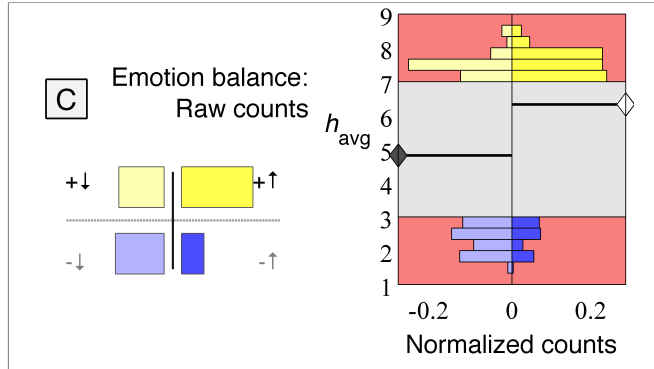 C
Emotion balance:
Raw counts
+↓
+↑
-↓
-↑
h avg
9
8
7
6
5
4
3
2
1
-0.2 0 0.2
Normalized counts